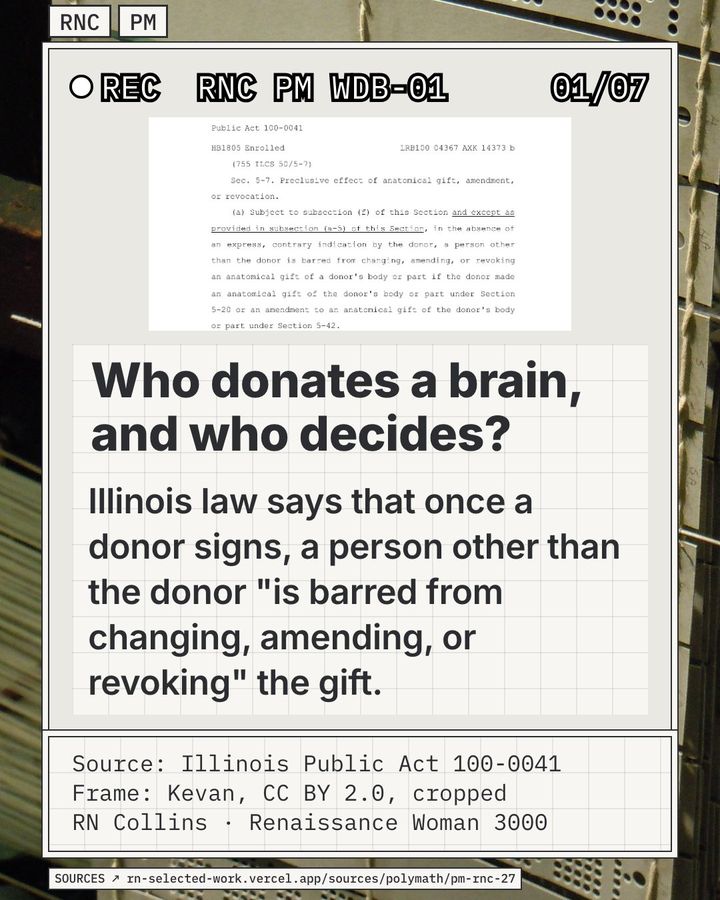 RNC PM
REC RNC PM WDB-01 01/07
Public Act 100-0041
HB1805 Enrolled LRB100 04367 AXK 14373 b
(755 ILCS 50/5-7)
Sec. 5-7. Preclusive effect of anatomical gift, amendment,
or revocation.
(a) Subject to subsection (f) of this Section and except as
provided in subsection (a-5) of this Section, in the absence of
an express, contrary indication by the donor, a person other
than the donor is barred from changing, amending, or revoking
an anatomical gift of a donor's body or part if the donor made
an anatomical gift of the donor's body or part under Section
5-20 or an amendment to an anatomical gift of the donor's body
or part under Section 5-42.
Who donates a brain,
and who decides?
Illinois law says that once a
donor signs, a person other than
the donor "is barred from
changing, amending, or
revoking" the gift.
Source: Illinois Public Act 100-0041
Frame: Kevan, CC BY 2.0, cropped
RN Collins · Renaissance Woman 3000
SOURCES ↗ rn-selected-work.vercel.app/sources/polymath/pm-rnc-27